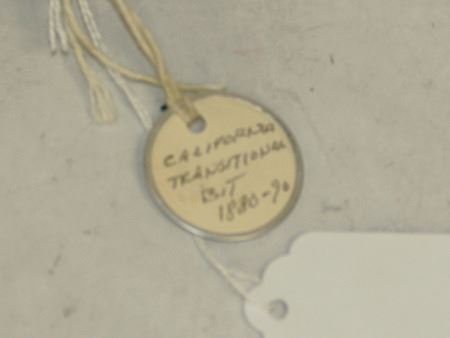 CALIFORNIA
TRANSITIONAL
BIT
1880-90